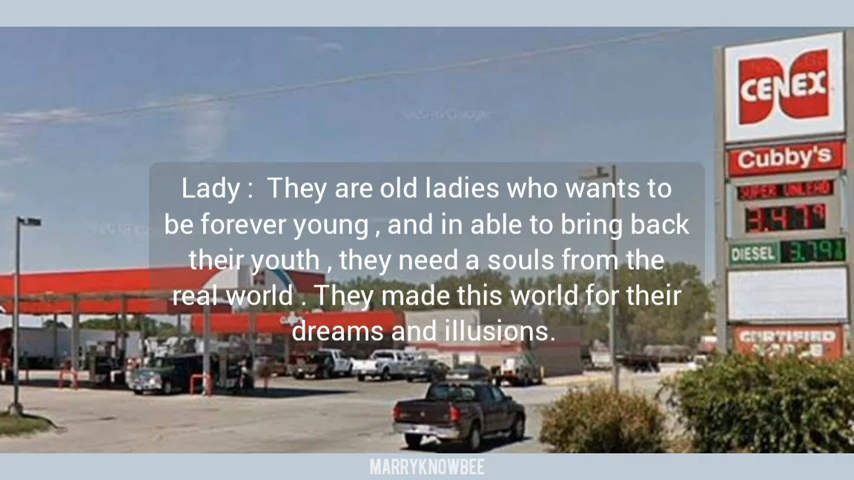 CENEX
Cubby's
SUPER UNLEAD
3.479
DIESEL 3.79
Lady : They are old ladies who wants to
be forever young , and in able to bring back
their youth , they need a souls from the
real world . They made this world for their
dreams and illusions.
MARRYKNOWBEE